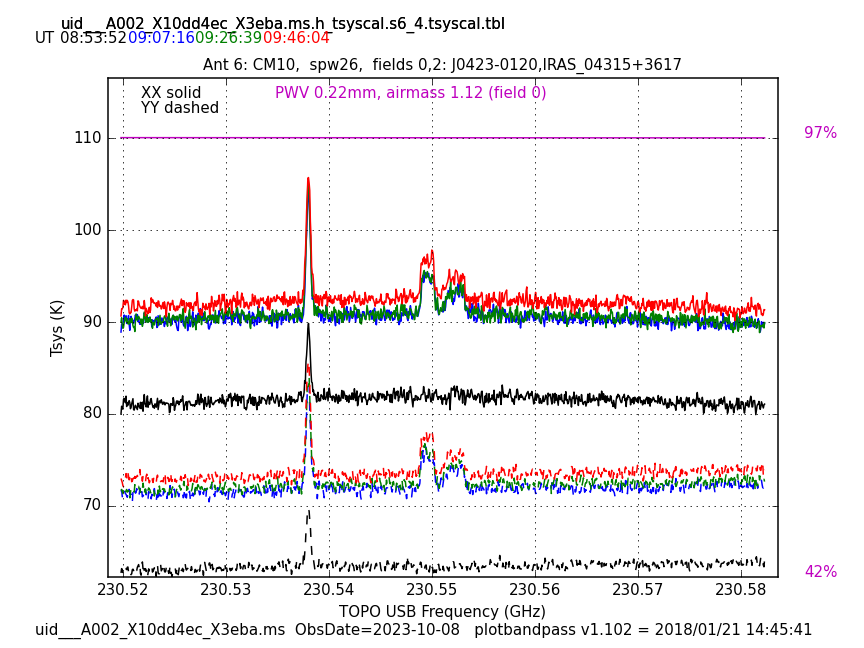 uid___A002_X10dd4ec_X3eba.ms.h_tsyscal.s6_4.tsyscal.tbl
UT 08:53:52 09:07:16 09:26:39 09:46:04
Ant 6: CM10,  spw26,  fields 0,2: J0423-0120,IRAS_04315+3617
XX solid
PWV 0.22mm, airmass 1.12 (field 0)
YY dashed
97%
110
100
90
80
70
Tsys (K)
42%
230.52 230.53 230.54 230.55 230.56 230.57 230.58
TOPO USB Frequency (GHz)
uid___A002_X10dd4ec_X3eba.ms  ObsDate=2023-10-08   plotbandpass v1.102 = 2018/01/21 14:45:41